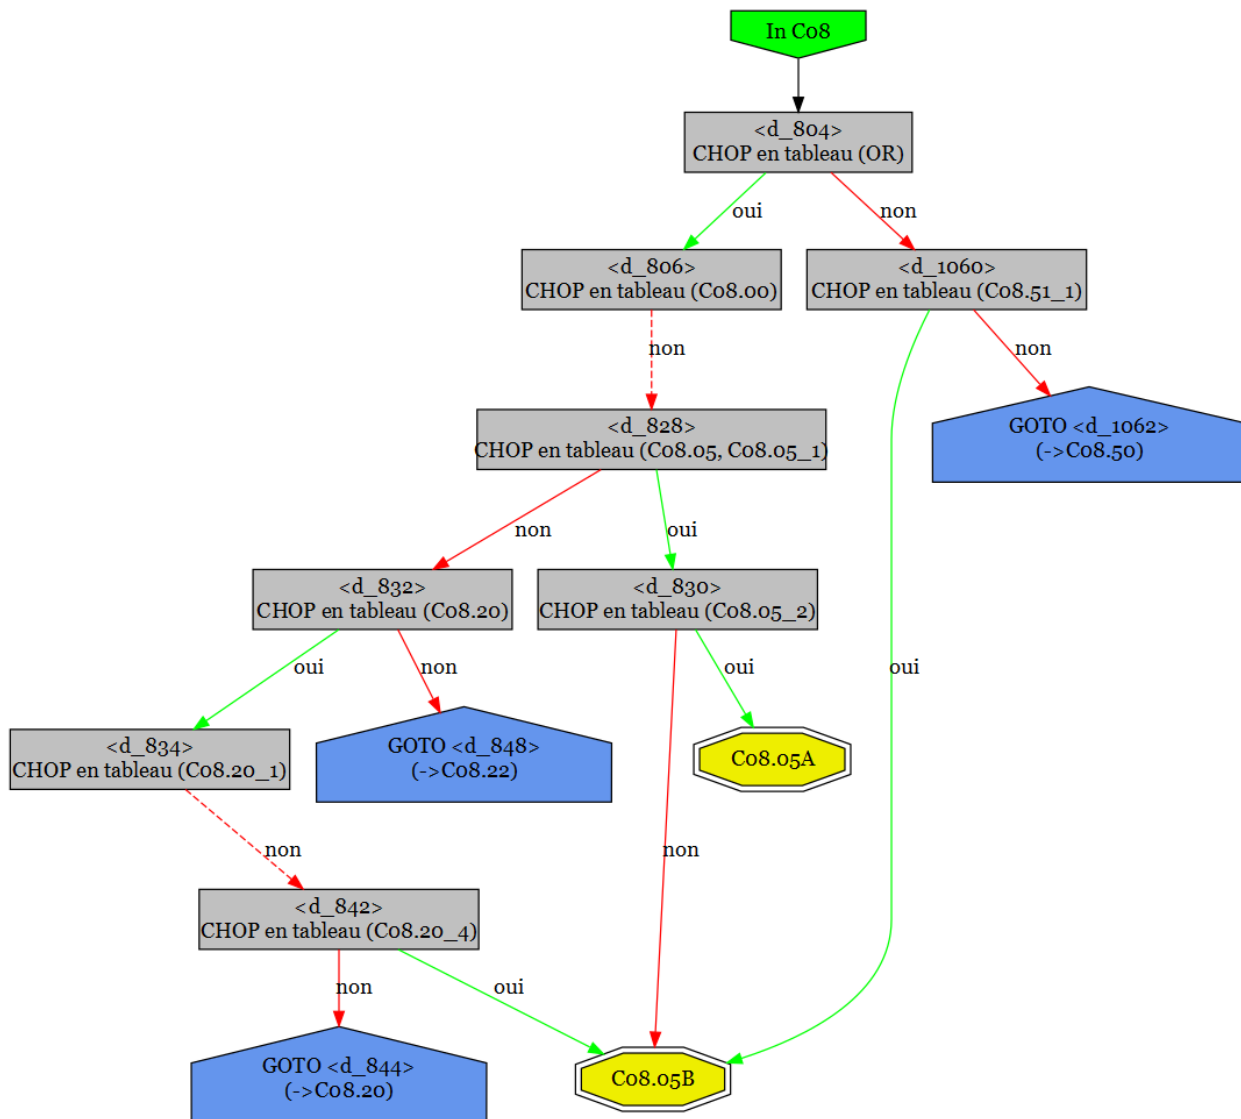 In C08
<d_804>
CHOP en tableau (OR)
oui
non
<d_806>
CHOP en tableau (C08.00)
<d_1060>
CHOP en tableau (C08.51_1)
non
non
GOTO <d_1062>
(->C08.50)
<d_828>
CHOP en tableau (C08.05, C08.05_1)
non
oui
<d_832>
CHOP en tableau (C08.20)
<d_830>
CHOP en tableau (C08.05_2)
oui
non
oui
oui
<d_834>
CHOP en tableau (C08.20_1)
GOTO <d_848>
(->C08.22)
C08.05A
non
non
<d_842>
CHOP en tableau (C08.20_4)
non
oui
GOTO <d_844>
(->C08.20)
C08.05B